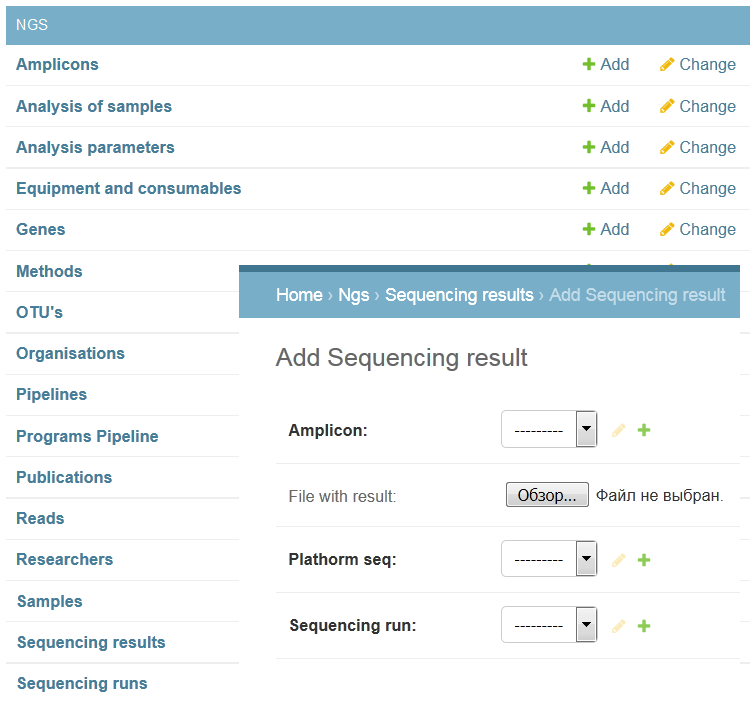 NGS
Amplicons Add Change
Analysis of samples Add Change
Analysis parameters Add Change
Equipment and consumables Add Change
Genes Add Change
Methods
OTU's
Organisations
Pipelines
Programs Pipeline
Publications
Reads
Researchers
Samples
Sequencing results
Sequencing runs
Home › Ngs › Sequencing results › Add Sequencing result
Add Sequencing result
Amplicon: ---------
File with result: Обзор... Файл не выбран.
Plathorm seq: ---------
Sequencing run: ---------